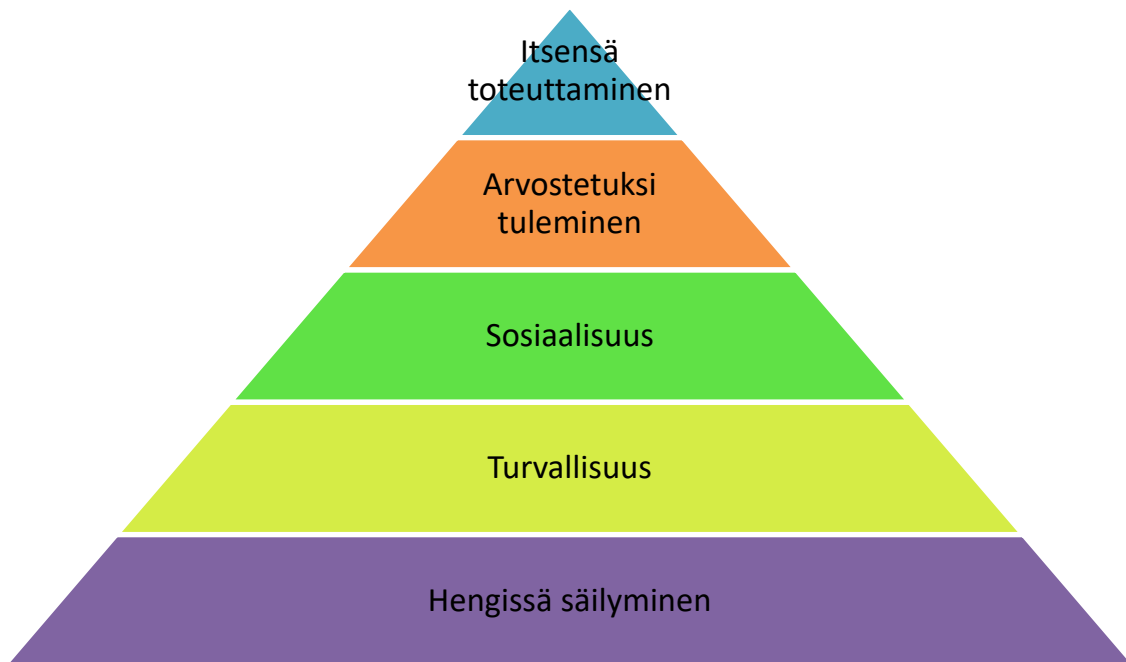 Itsensä
toteuttaminen
Arvostetuksi
tuleminen
Sosiaalisuus
Turvallisuus
Hengissä säilyminen